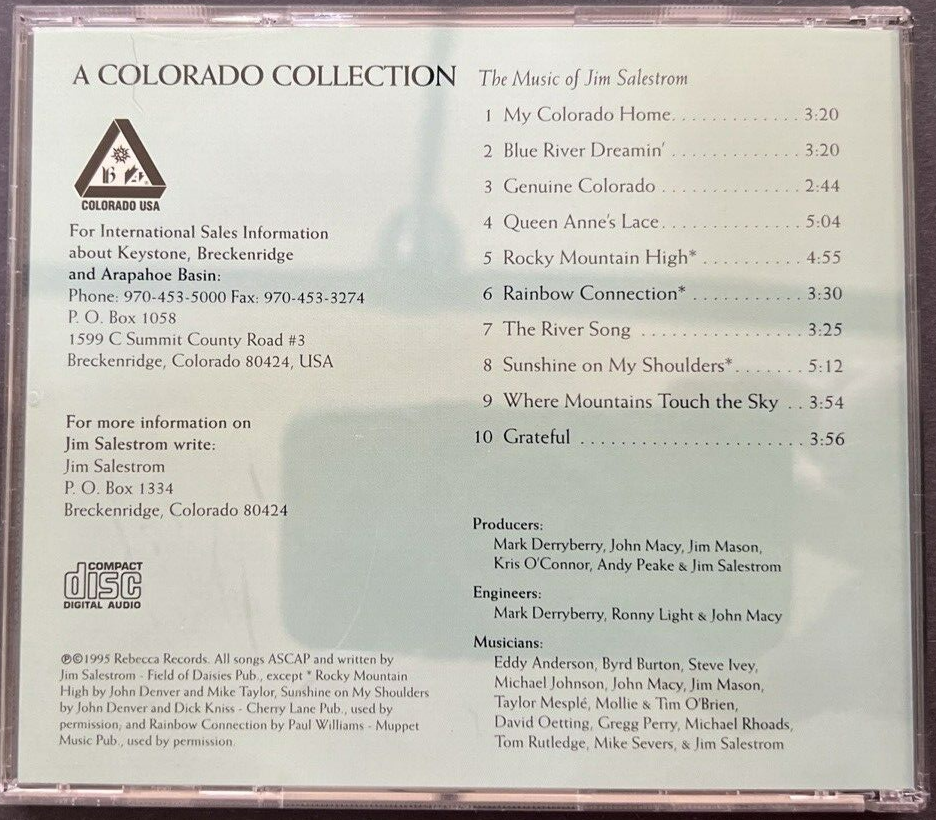 A COLORADO COLLECTION The Music of Jim Salestrom
1 My Colorado Home. . . . . . . . . . . . . 3:20
2 Blue River Dreamin' . . . . . . . . . . . . . 3:20
3 Genuine Colorado . . . . . . . . . . . . . . 2:44
4 Queen Anne's Lace. . . . . . . . . . . . . . 5:04
5 Rocky Mountain High* . . . . . . . . . . 4:55
6 Rainbow Connection* . . . . . . . . . . . 3:30
7 The River Song . . . . . . . . . . . . . . . . 3:25
8 Sunshine on My Shoulders*. . . . . . . 5:12
9 Where Mountains Touch the Sky . . 3:54
10 Grateful . . . . . . . . . . . . . . . . . . . . . . 3:56
COLORADO USA
For International Sales Information
about Keystone, Breckenridge
and Arapahoe Basin:
Phone: 970-453-5000 Fax: 970-453-3274
P. O. Box 1058
1599 C Summit County Road #3
Breckenridge, Colorado 80424, USA
For more information on
Jim Salestrom write:
Jim Salestrom
P. O. Box 1334
Breckenridge, Colorado 80424
COMPACT
disc
DIGITAL AUDIO
℗©1995 Rebecca Records. All songs ASCAP and written by
Jim Salestrom - Field of Daisies Pub., except * Rocky Mountain
High by John Denver and Mike Taylor, Sunshine on My Shoulders
by John Denver and Dick Kniss - Cherry Lane Pub., used by
permission; and Rainbow Connection by Paul Williams - Muppet
Music Pub., used by permission.
Producers:
Mark Derryberry, John Macy, Jim Mason,
Kris O'Connor, Andy Peake & Jim Salestrom
Engineers:
Mark Derryberry, Ronny Light & John Macy
Musicians:
Eddy Anderson, Byrd Burton, Steve Ivey,
Michael Johnson, John Macy, Jim Mason,
Taylor Mesplé, Mollie & Tim O'Brien,
David Oetting, Gregg Perry, Michael Rhoads,
Tom Rutledge, Mike Severs, & Jim Salestrom